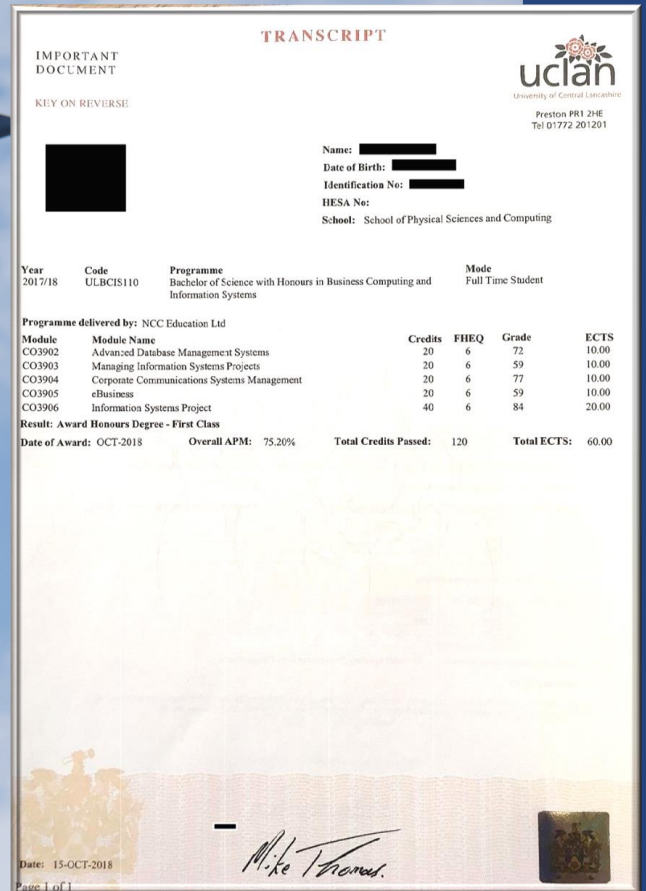 TRANSCRIPT
IMPORTANT
DOCUMENT
KEY ON REVERSE
uclan
University of Central Lancashire
Preston PR1 2HE
Tel 01772 201201
Name:
Date of Birth:
Identification No:
HESA No:
School: School of Physical Sciences and Computing
Year Code Programme Mode
2017/18 ULBCIS110 Bachelor of Science with Honours in Business Computing and Full Time Student
Information Systems
Programme delivered by: NCC Education Ltd
Module Module Name Credits FHEQ Grade ECTS
CO3902 Advanced Database Management Systems 20 6 72 10.00
CO3903 Managing Information Systems Projects 20 6 59 10.00
CO3904 Corporate Communications Systems Management 20 6 77 10.00
CO3905 eBusiness 20 6 59 10.00
CO3906 Information Systems Project 40 6 84 20.00
Result: Award Honours Degree - First Class
Date of Award: OCT-2018 Overall APM: 75.20% Total Credits Passed: 120 Total ECTS: 60.00
Mike Thomas.
Date: 15-OCT-2018
Page 1 of 1